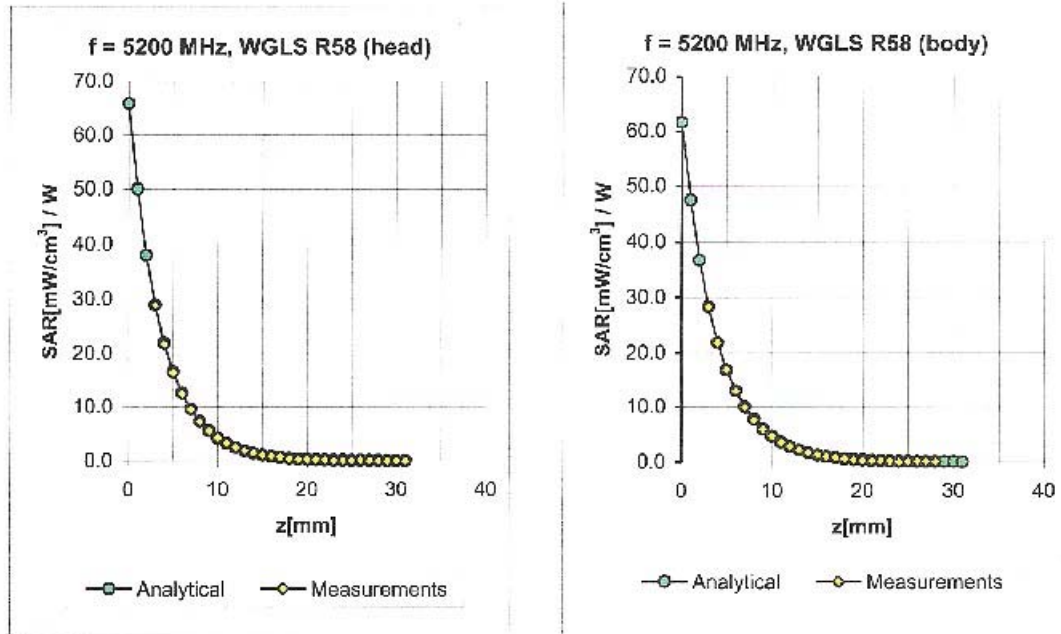 f = 5200 MHz, WGLS R58 (head)
70.0
60.0
50.0
40.0
30.0
20.0
10.0
0.0
SAR[mW/cm³] / W
0 10 20 30 40
z[mm]
Analytical Measurements
f = 5200 MHz, WGLS R58 (body)
70.0
60.0
50.0
40.0
30.0
20.0
10.0
0.0
SAR[mW/cm³] / W
0 10 20 30 40
z[mm]
Analytical Measurements